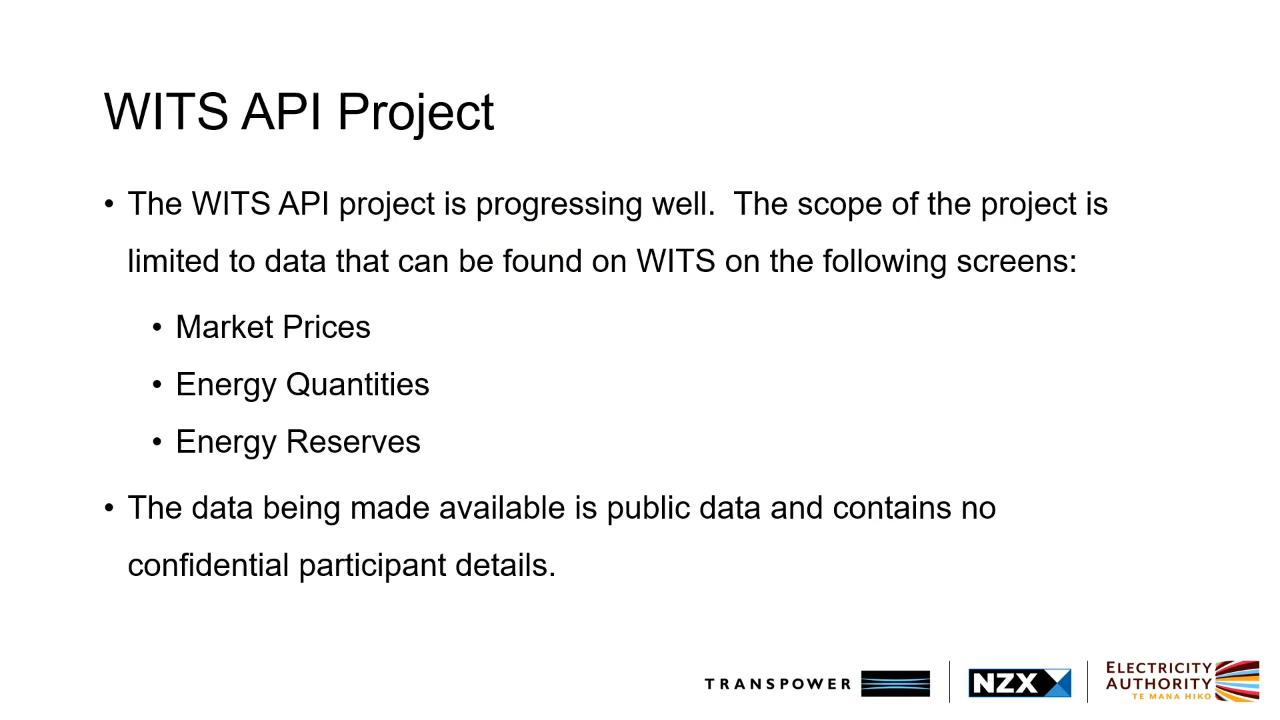 WITS API Project
• The WITS API project is progressing well.  The scope of the project is
limited to data that can be found on WITS on the following screens:
• Market Prices
• Energy Quantities
• Energy Reserves
• The data being made available is public data and contains no
confidential participant details.
TRANSPOWER
NZX
ELECTRICITY
AUTHORITY
TE MANA HIKO